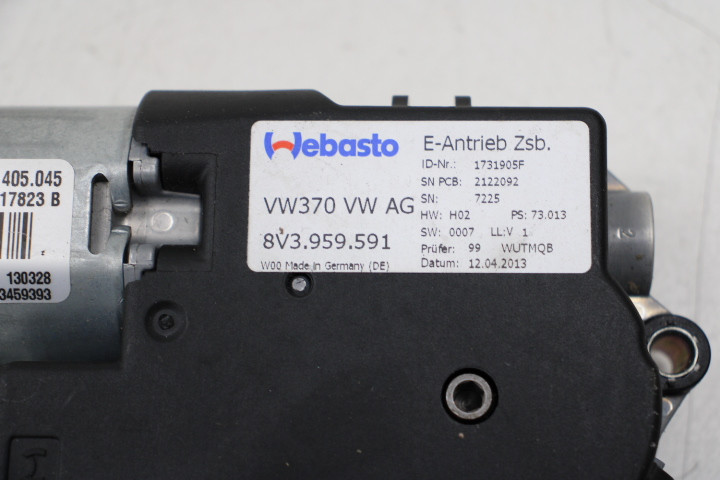 405.045
17823 B
130328
3459393
Webasto
E-Antrieb Zsb.
ID-Nr.: 1731905F
SN PCB: 2122092
SN: 7225
HW: H02 PS: 73.013
SW: 0007 LL:V 1
Prüfer: 99 WUTMQB
Datum: 12.04.2013
VW370 VW AG
8V3.959.591
W00 Made in Germany (DE)